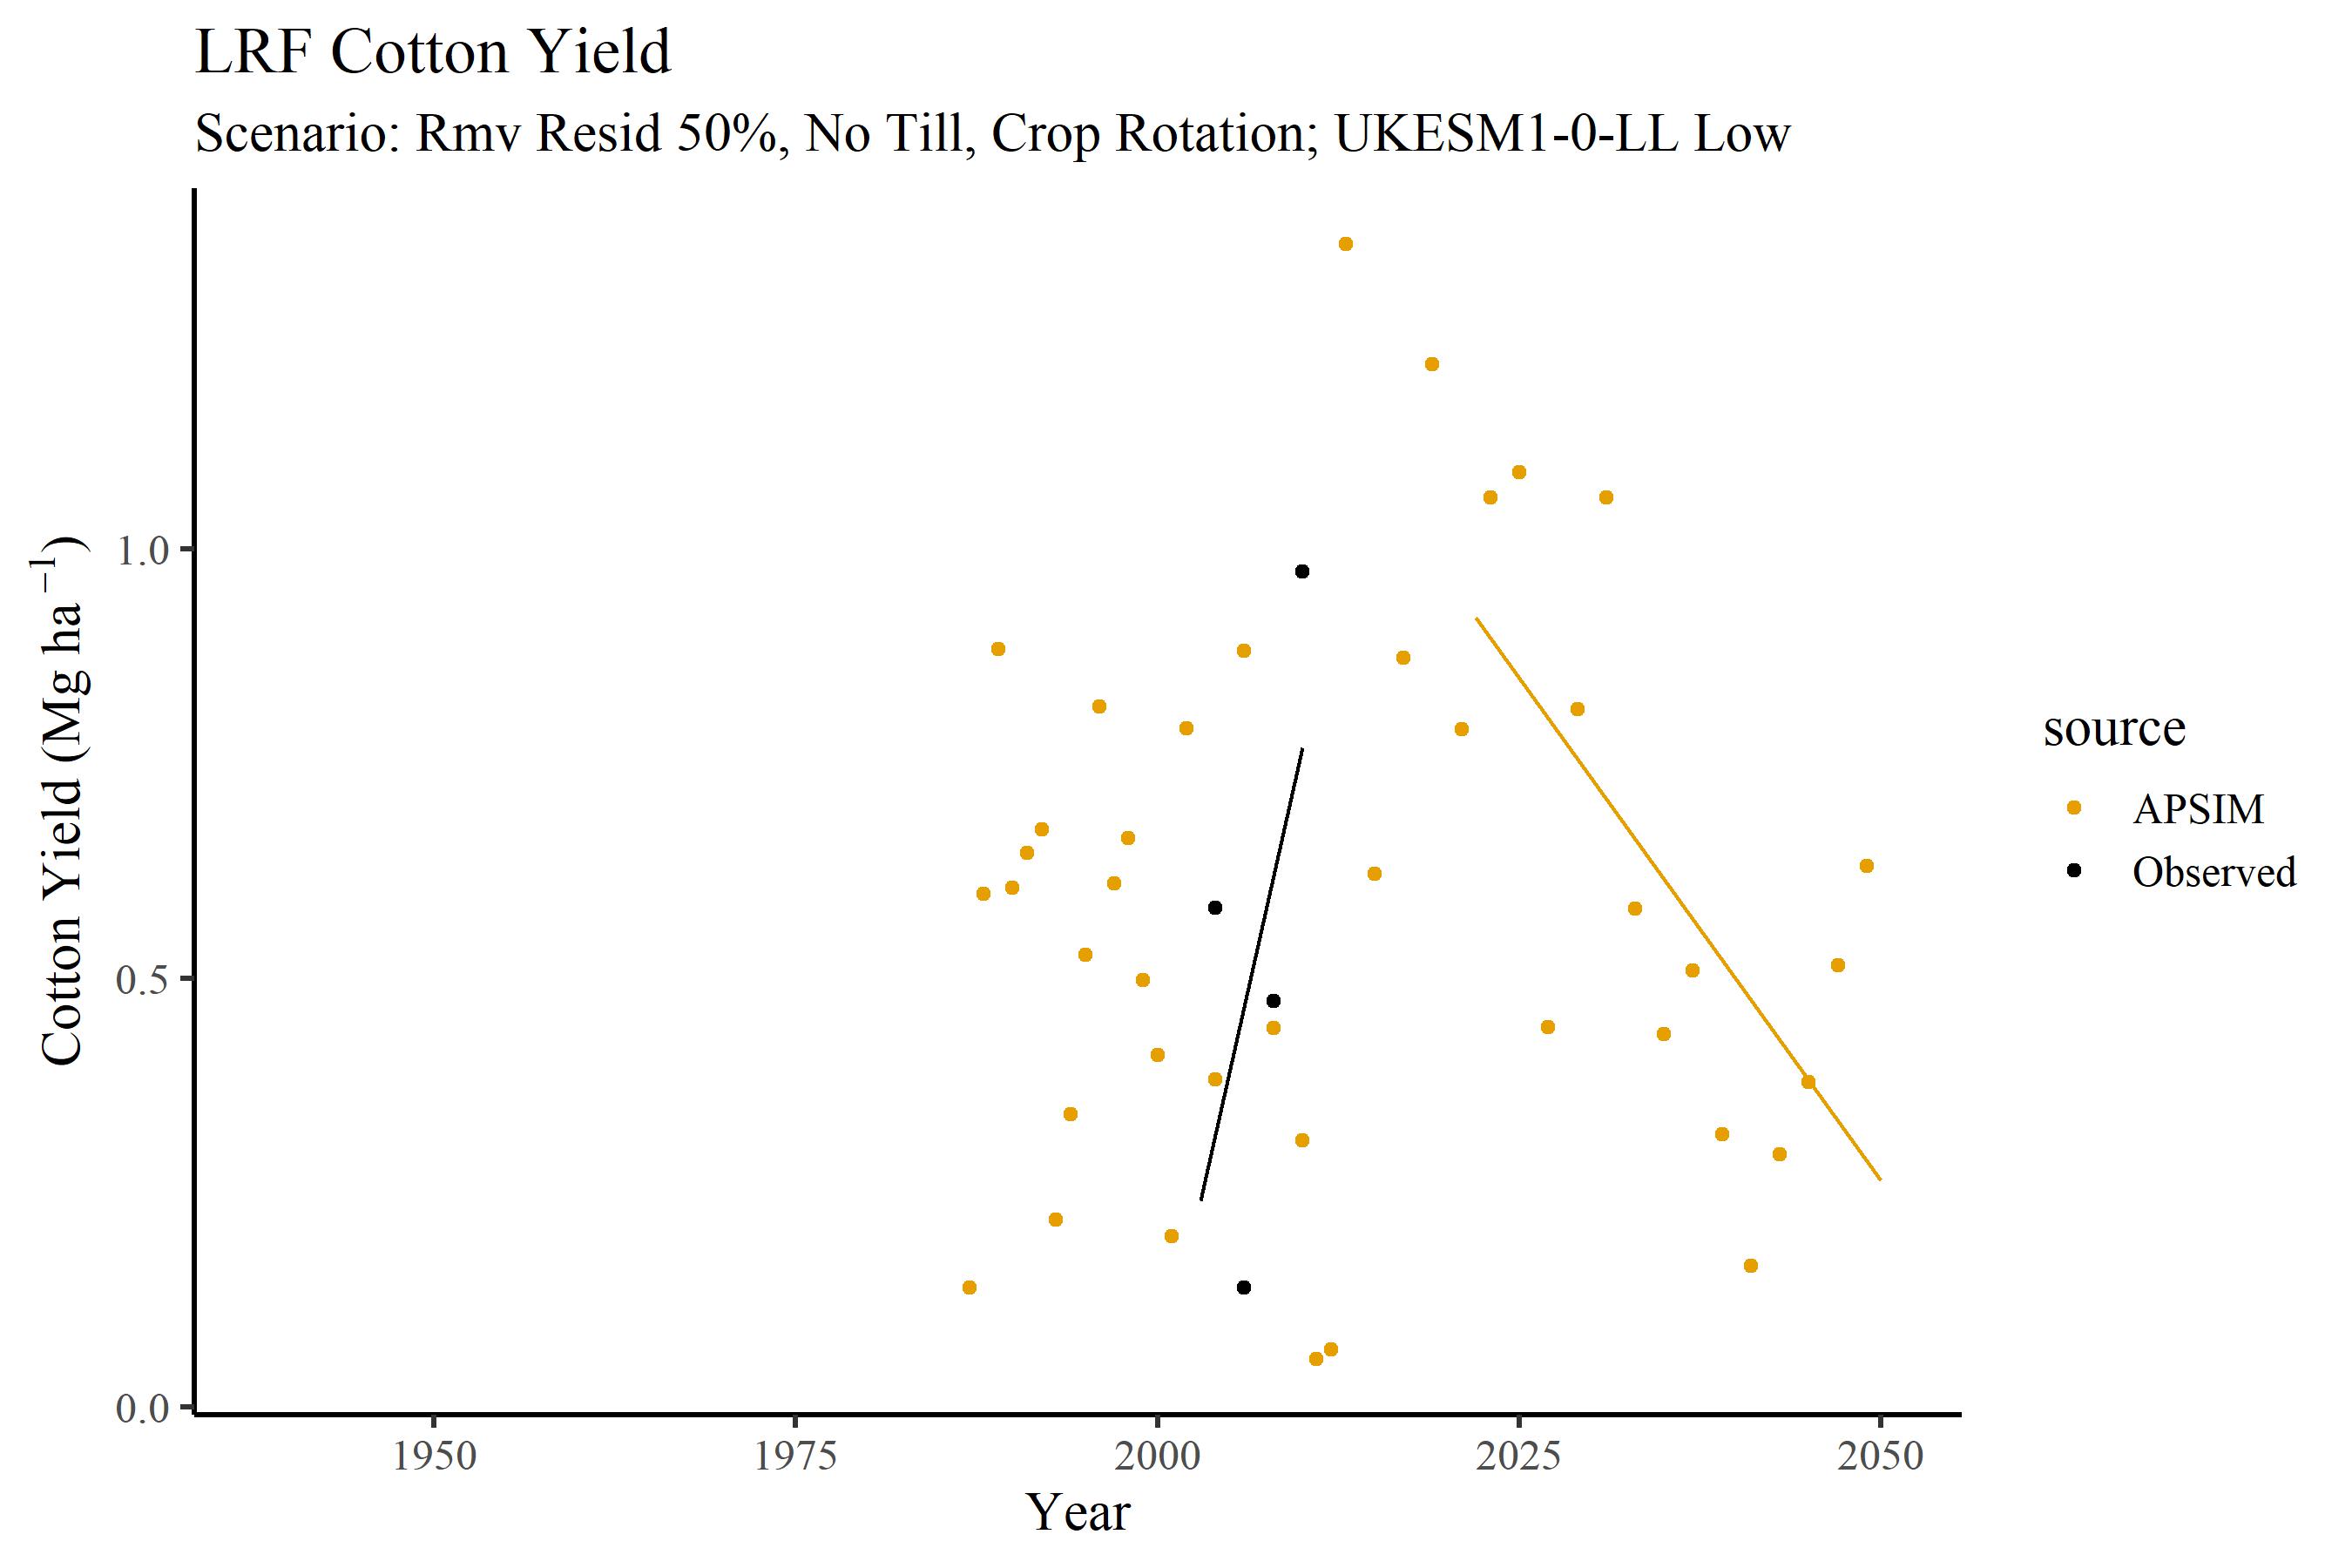 LRF Cotton Yield
Scenario: Rmv Resid 50%, No Till, Crop Rotation; UKESM1-0-LL Low
Cotton Yield (Mg ha⁻¹)
1.0
0.5
0.0
1950 1975 2000 2025 2050
Year
source
APSIM
Observed